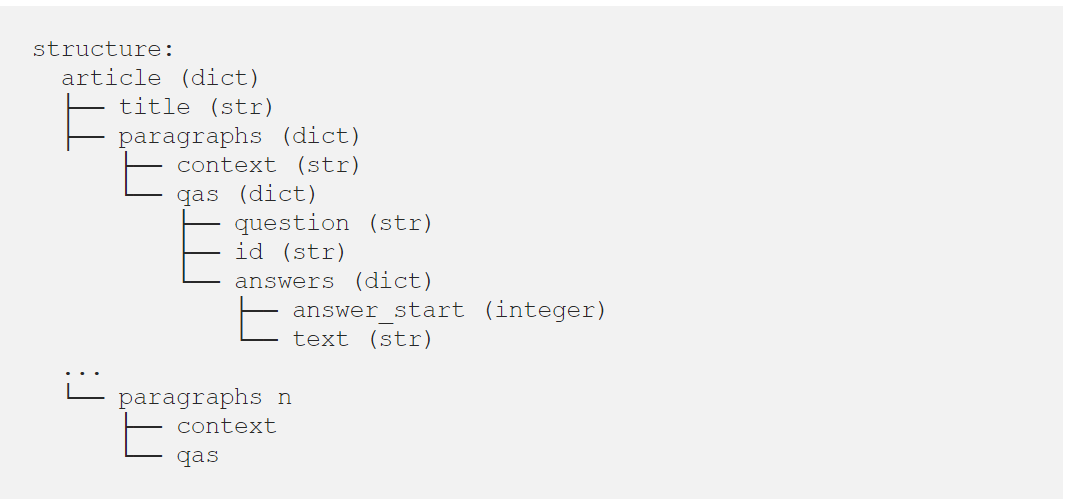 structure:
article (dict)
├── title (str)
├── paragraphs (dict)
├── context (str)
└── qas (dict)
├── question (str)
├── id (str)
└── answers (dict)
├── answer_start (integer)
└── text (str)
...
└── paragraphs n
├── context
└── qas